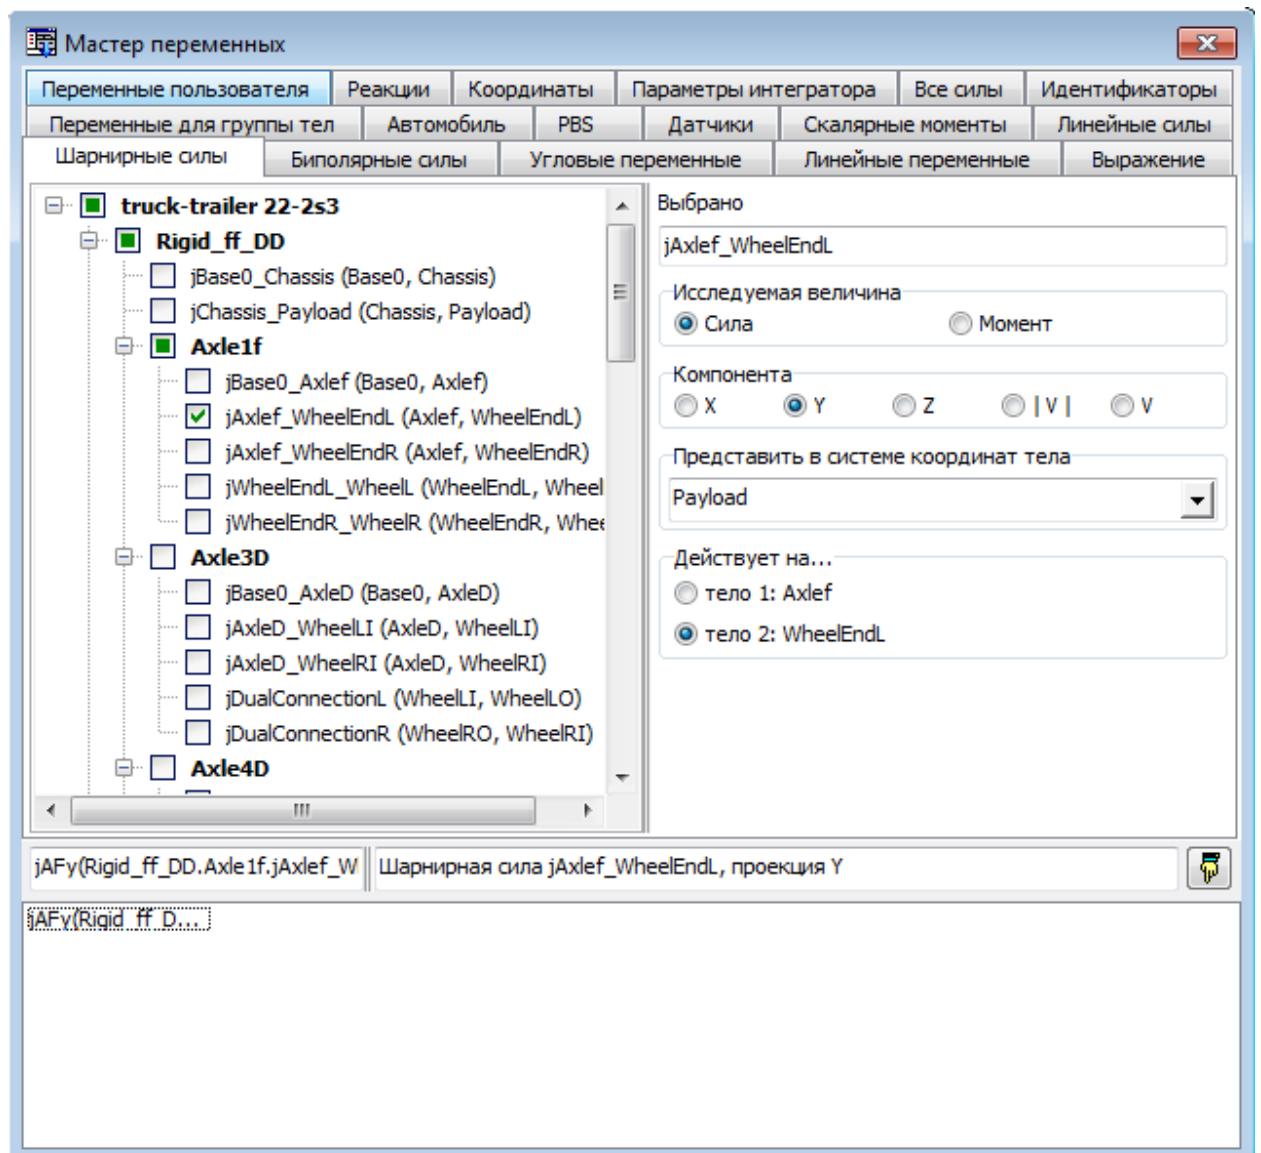 Мастер переменных
Переменные пользователя Реакции Координаты Параметры интегратора Все силы Идентификаторы
Переменные для группы тел Автомобиль PBS Датчики Скалярные моменты Линейные силы
Шарнирные силы Биполярные силы Угловые переменные Линейные переменные Выражение
truck-trailer 22-2s3
Rigid_ff_DD
jBase0_Chassis (Base0, Chassis)
jChassis_Payload (Chassis, Payload)
Axle1f
jBase0_Axlef (Base0, Axlef)
jAxlef_WheelEndL (Axlef, WheelEndL)
jAxlef_WheelEndR (Axlef, WheelEndR)
jWheelEndL_WheelL (WheelEndL, Wheel
jWheelEndR_WheelR (WheelEndR, Whee
Axle3D
jBase0_AxleD (Base0, AxleD)
jAxleD_WheelLI (AxleD, WheelLI)
jAxleD_WheelRI (AxleD, WheelRI)
jDualConnectionL (WheelLI, WheelLO)
jDualConnectionR (WheelRO, WheelRI)
Axle4D
Выбрано
jAxlef_WheelEndL
Исследуемая величина
Сила Момент
Компонента
X Y Z | V | V
Представить в системе координат тела
Payload
Действует на...
тело 1: Axlef
тело 2: WheelEndL
jAFy(Rigid_ff_DD.Axle1f.jAxlef_W Шарнирная сила jAxlef_WheelEndL, проекция Y
jAFy(Rigid_ff_D...